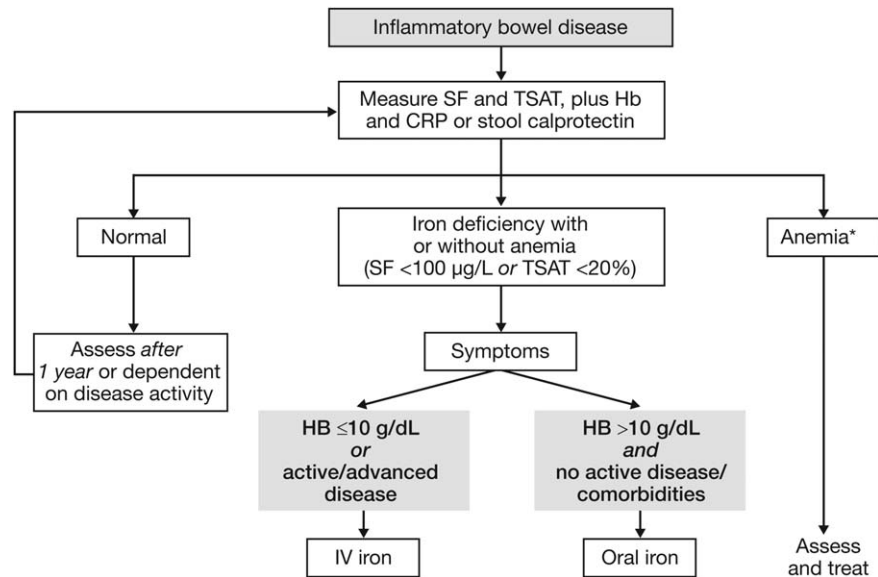 Inflammatory bowel disease
Measure SF and TSAT, plus Hb
and CRP or stool calprotectin
Normal
Iron deficiency with
or without anemia
(SF <100 µg/L or TSAT <20%)
Anemia*
Assess after
1 year or dependent
on disease activity
Symptoms
HB ≤10 g/dL
or
active/advanced
disease
HB >10 g/dL
and
no active disease/
comorbidities
IV iron
Oral iron
Assess
and treat